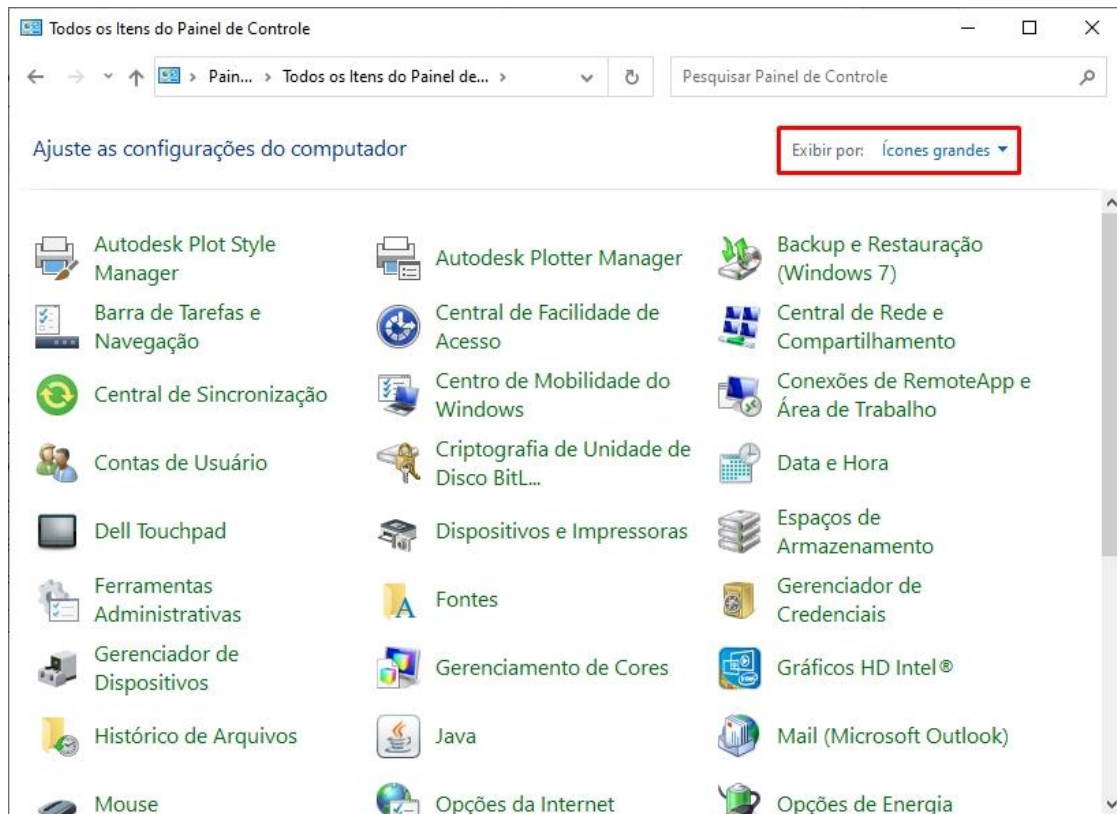 Todos os Itens do Painel de Controle
Pain... > Todos os Itens do Painel de... >
Pesquisar Painel de Controle
Ajuste as configurações do computador
Exibir por: Ícones grandes
Autodesk Plot Style
Manager
Autodesk Plotter Manager
Backup e Restauração
(Windows 7)
Barra de Tarefas e
Navegação
Central de Facilidade de
Acesso
Central de Rede e
Compartilhamento
Central de Sincronização
Centro de Mobilidade do
Windows
Conexões de RemoteApp e
Área de Trabalho
Contas de Usuário
Criptografia de Unidade de
Disco BitL...
Data e Hora
Dell Touchpad
Dispositivos e Impressoras
Espaços de
Armazenamento
Ferramentas
Administrativas
Fontes
Gerenciador de
Credenciais
Gerenciador de
Dispositivos
Gerenciamento de Cores
Gráficos HD Intel®
Histórico de Arquivos
Java
Mail (Microsoft Outlook)
Mouse
Opções da Internet
Opções de Energia